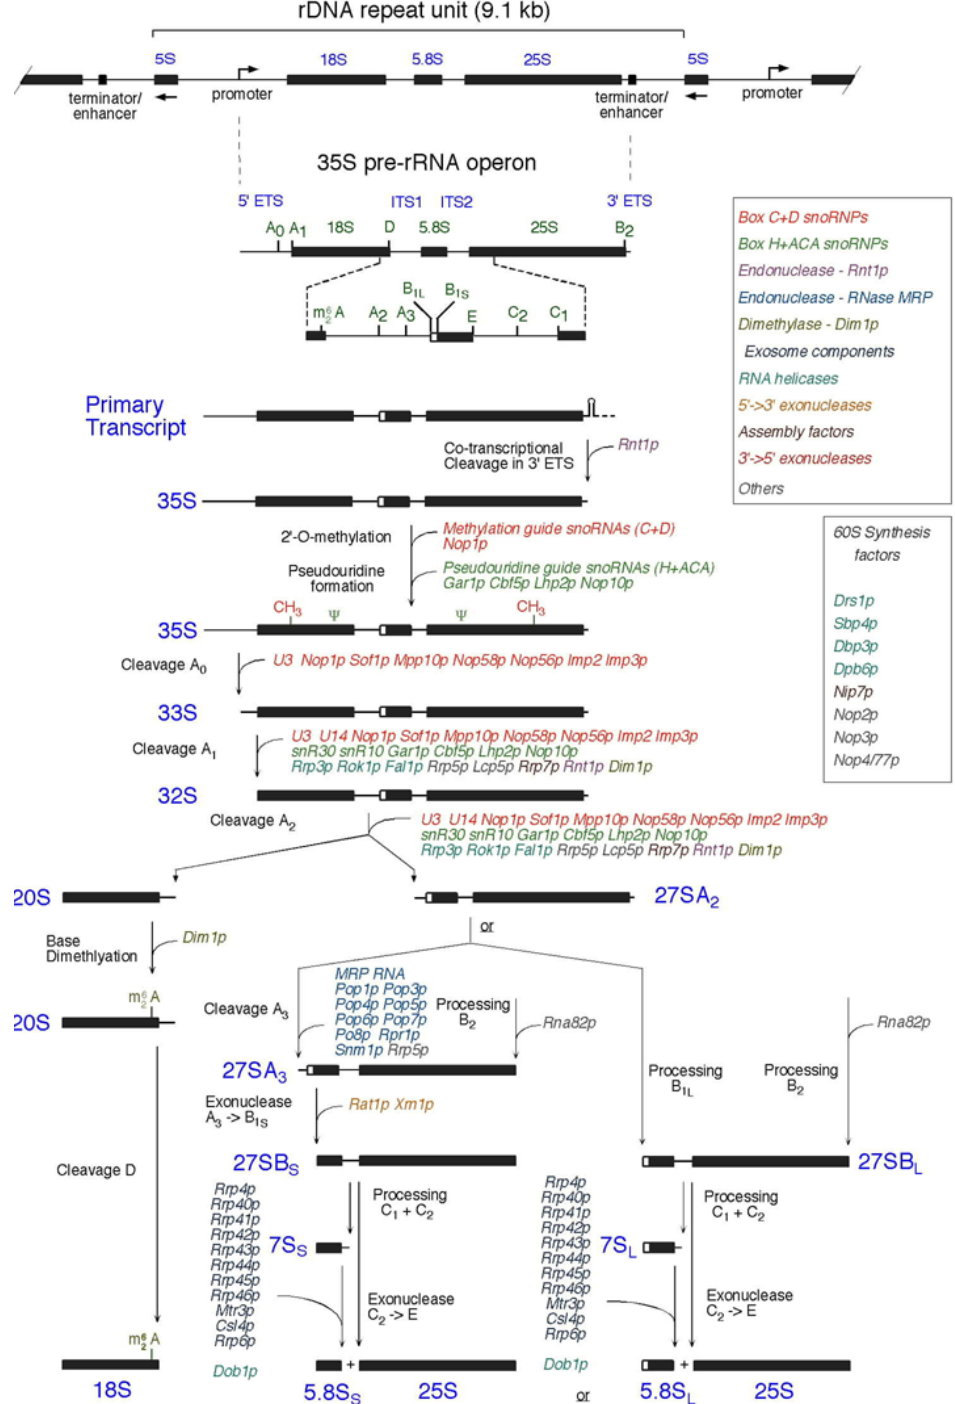 rDNA repeat unit (9.1 kb)
5S 18S 5.8S 25S 5S
terminator/
enhancer
promoter
terminator/
enhancer
promoter
35S pre-rRNA operon
5' ETS ITS1 ITS2 3' ETS
A0 A1 18S D 5.8S 25S B2
B1L B1S
m62A A2 A3 E C2 C1
Box C+D snoRNPs
Box H+ACA snoRNPs
Endonuclease - Rnt1p
Endonuclease - RNase MRP
Dimethylase - Dim1p
Exosome components
RNA helicases
5'->3' exonucleases
Assembly factors
3'->5' exonucleases
Others
60S Synthesis
factors
Drs1p
Sbp4p
Dbp3p
Dpb6p
Nip7p
Nop2p
Nop3p
Nop4/77p
Primary
Transcript
Co-transcriptional
Cleavage in 3' ETS
Rnt1p
35S
2'-O-methylation
Methylation guide snoRNAs (C+D)
Nop1p
Pseudouridine
formation
Pseudouridine guide snoRNAs (H+ACA)
Gar1p Cbf5p Lhp2p Nop10p
CH3 Ψ Ψ CH3
35S
Cleavage A0
U3 Nop1p Sof1p Mpp10p Nop58p Nop56p Imp2 Imp3p
33S
Cleavage A1
U3 U14 Nop1p Sof1p Mpp10p Nop58p Nop56p Imp2 Imp3p
snR30 snR10 Gar1p Cbf5p Lhp2p Nop10p
Rrp3p Rok1p Fal1p Rrp5p Lcp5p Rrp7p Rnt1p Dim1p
32S
Cleavage A2
U3 U14 Nop1p Sof1p Mpp10p Nop58p Nop56p Imp2 Imp3p
snR30 snR10 Gar1p Cbf5p Lhp2p Nop10p
Rrp3p Rok1p Fal1p Rrp5p Lcp5p Rrp7p Rnt1p Dim1p
20S
27SA2
or
Base
Dimethlyation
Dim1p
m62A
20S
Cleavage A3
MRP RNA
Pop1p Pop3p
Pop4p Pop5p
Pop6p Pop7p
Po8p Rpr1p
Snm1p Rrp5p
Processing
B2
Rna82p
27SA3
Processing
B1L
Processing
B2
Rna82p
Exonuclease
A3 -> B1S
Rat1p Xrn1p
27SBS
27SBL
Cleavage D
Rrp4p
Rrp40p
Rrp41p
Rrp42p
Rrp43p
Rrp44p
Rrp45p
Rrp46p
Mtr3p
Csl4p
Rrp6p
Dob1p
Processing
C1 + C2
7SS
Exonuclease
C2 -> E
Rrp4p
Rrp40p
Rrp41p
Rrp42p
Rrp43p
Rrp44p
Rrp45p
Rrp46p
Mtr3p
Csl4p
Rrp6p
Dob1p
Processing
C1 + C2
7SL
Exonuclease
C2 -> E
m62A
+ +
18S 5.8SS 25S or 5.8SL 25S